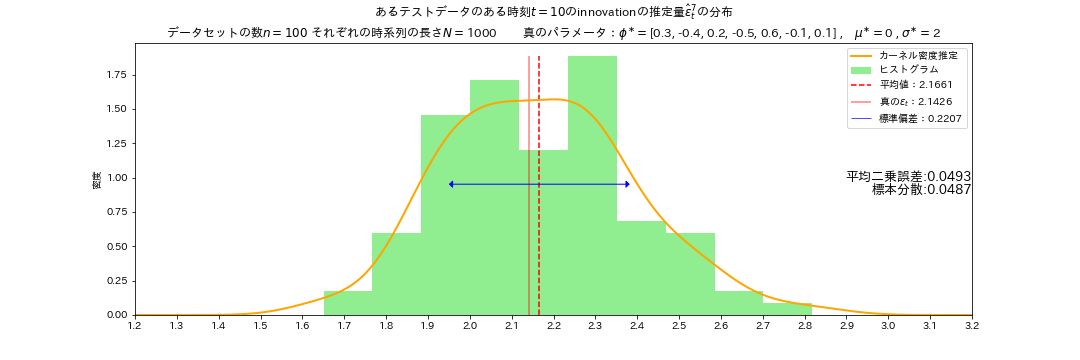 あるテストデータのある時刻t = 10のinnovationの推定量ε̂ₜ⁷の分布
データセットの数n = 100 それぞれの時系列の長さN = 1000 真のパラメータ：ϕ* = [0.3, -0.4, 0.2, -0.5, 0.6, -0.1, 0.1] , μ* = 0 , σ* = 2
カーネル密度推定
ヒストグラム
平均値：2.1661
真のεₜ：2.1426
標準偏差：0.2207
平均二乗誤差:0.0493
標本分散:0.0487
密度
1.75
1.50
1.25
1.00
0.75
0.50
0.25
0.00
1.2 1.3 1.4 1.5 1.6 1.7 1.8 1.9 2.0 2.1 2.2 2.3 2.4 2.5 2.6 2.7 2.8 2.9 3.0 3.1 3.2